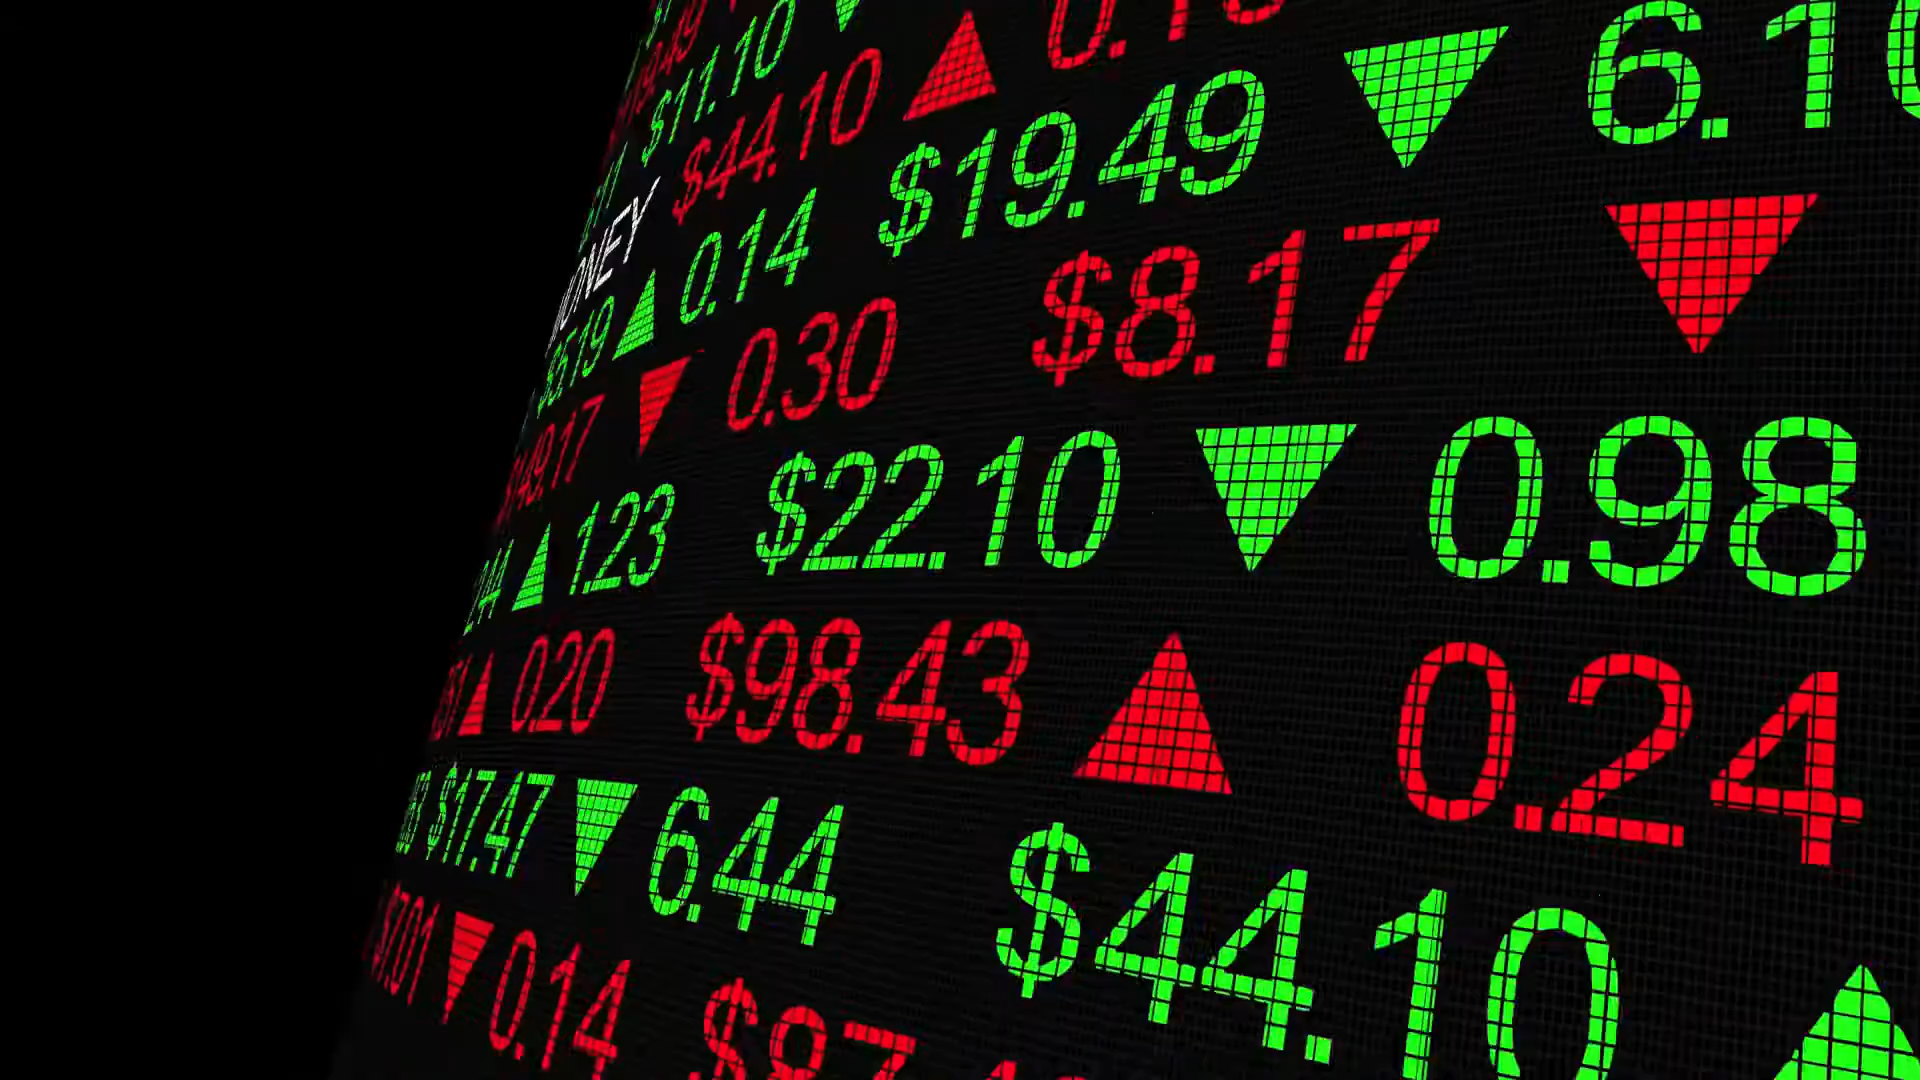 $11.10
$44.10 ▲
$19.49 ▼ 6.10
MONEY
▲ 0.14
$8.17 ▼
▼ 0.30
$22.10 ▼ 0.98
▲ 1.23
$98.43 ▲ 0.24
▲ 0.20
$44.10 ▲
$17.47 ▼ 6.44
▼ 0.14